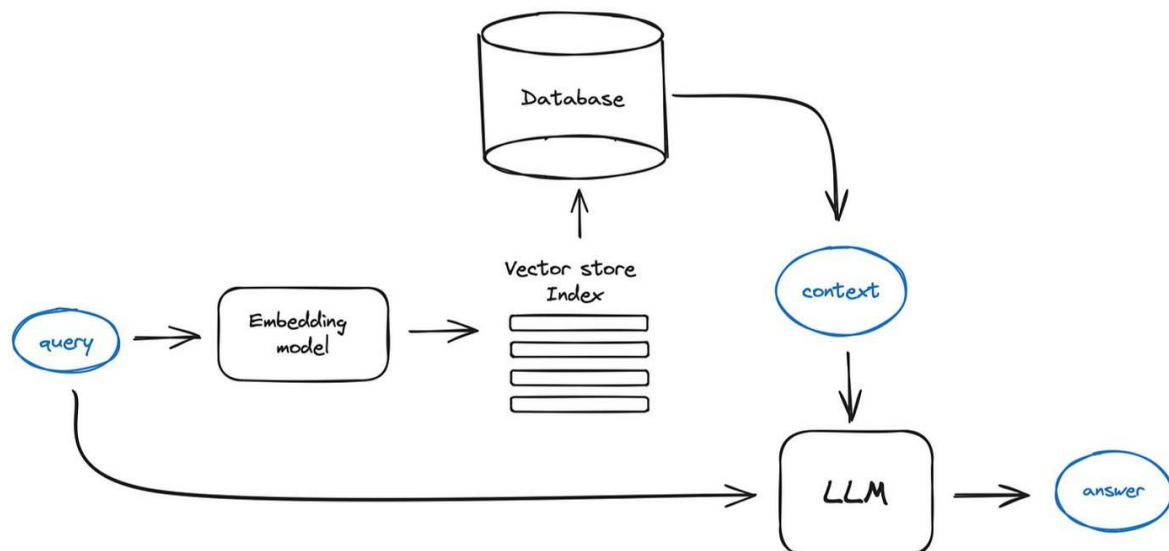 Database
Vector store
Index
context
query
Embedding
model
LLM
answer